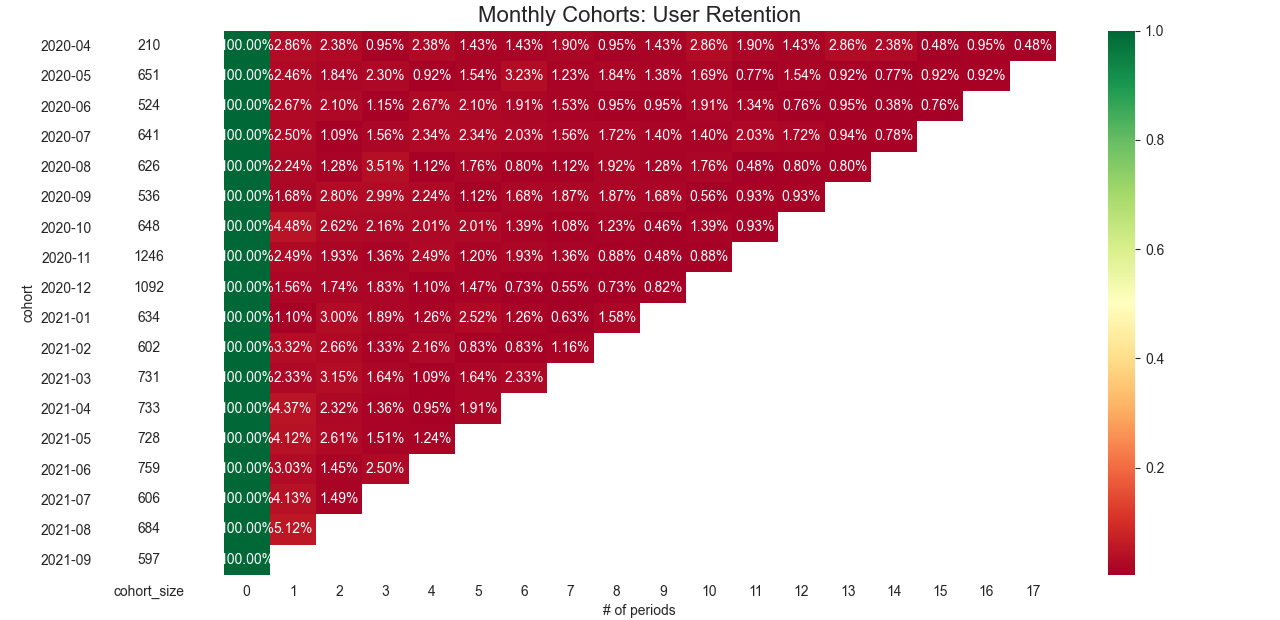 Monthly Cohorts: User Retention
2020-04 210 100.00% 2.86% 2.38% 0.95% 2.38% 1.43% 1.43% 1.90% 0.95% 1.43% 2.86% 1.90% 1.43% 2.86% 2.38% 0.48% 0.95% 0.48% 1.0
2020-05 651 100.00% 2.46% 1.84% 2.30% 0.92% 1.54% 3.23% 1.23% 1.84% 1.38% 1.69% 0.77% 1.54% 0.92% 0.77% 0.92% 0.92%
2020-06 524 100.00% 2.67% 2.10% 1.15% 2.67% 2.10% 1.91% 1.53% 0.95% 0.95% 1.91% 1.34% 0.76% 0.95% 0.38% 0.76%
2020-07 641 100.00% 2.50% 1.09% 1.56% 2.34% 2.34% 2.03% 1.56% 1.72% 1.40% 1.40% 2.03% 1.72% 0.94% 0.78% 0.8
2020-08 626 100.00% 2.24% 1.28% 3.51% 1.12% 1.76% 0.80% 1.12% 1.92% 1.28% 1.76% 0.48% 0.80% 0.80%
2020-09 536 100.00% 1.68% 2.80% 2.99% 2.24% 1.12% 1.68% 1.87% 1.87% 1.68% 0.56% 0.93% 0.93%
2020-10 648 100.00% 4.48% 2.62% 2.16% 2.01% 2.01% 1.39% 1.08% 1.23% 0.46% 1.39% 0.93%
2020-11 1246 100.00% 2.49% 1.93% 1.36% 2.49% 1.20% 1.93% 1.36% 0.88% 0.48% 0.88% 0.6
2020-12 1092 100.00% 1.56% 1.74% 1.83% 1.10% 1.47% 0.73% 0.55% 0.73% 0.82%
cohort
2021-01 634 100.00% 1.10% 3.00% 1.89% 1.26% 2.52% 1.26% 0.63% 1.58%
2021-02 602 100.00% 3.32% 2.66% 1.33% 2.16% 0.83% 0.83% 1.16% 0.4
2021-03 731 100.00% 2.33% 3.15% 1.64% 1.09% 1.64% 2.33%
2021-04 733 100.00% 4.37% 2.32% 1.36% 0.95% 1.91%
2021-05 728 100.00% 4.12% 2.61% 1.51% 1.24%
2021-06 759 100.00% 3.03% 1.45% 2.50% 0.2
2021-07 606 100.00% 4.13% 1.49%
2021-08 684 100.00% 5.12%
2021-09 597 100.00%
cohort_size 0 1 2 3 4 5 6 7 8 9 10 11 12 13 14 15 16 17
# of periods